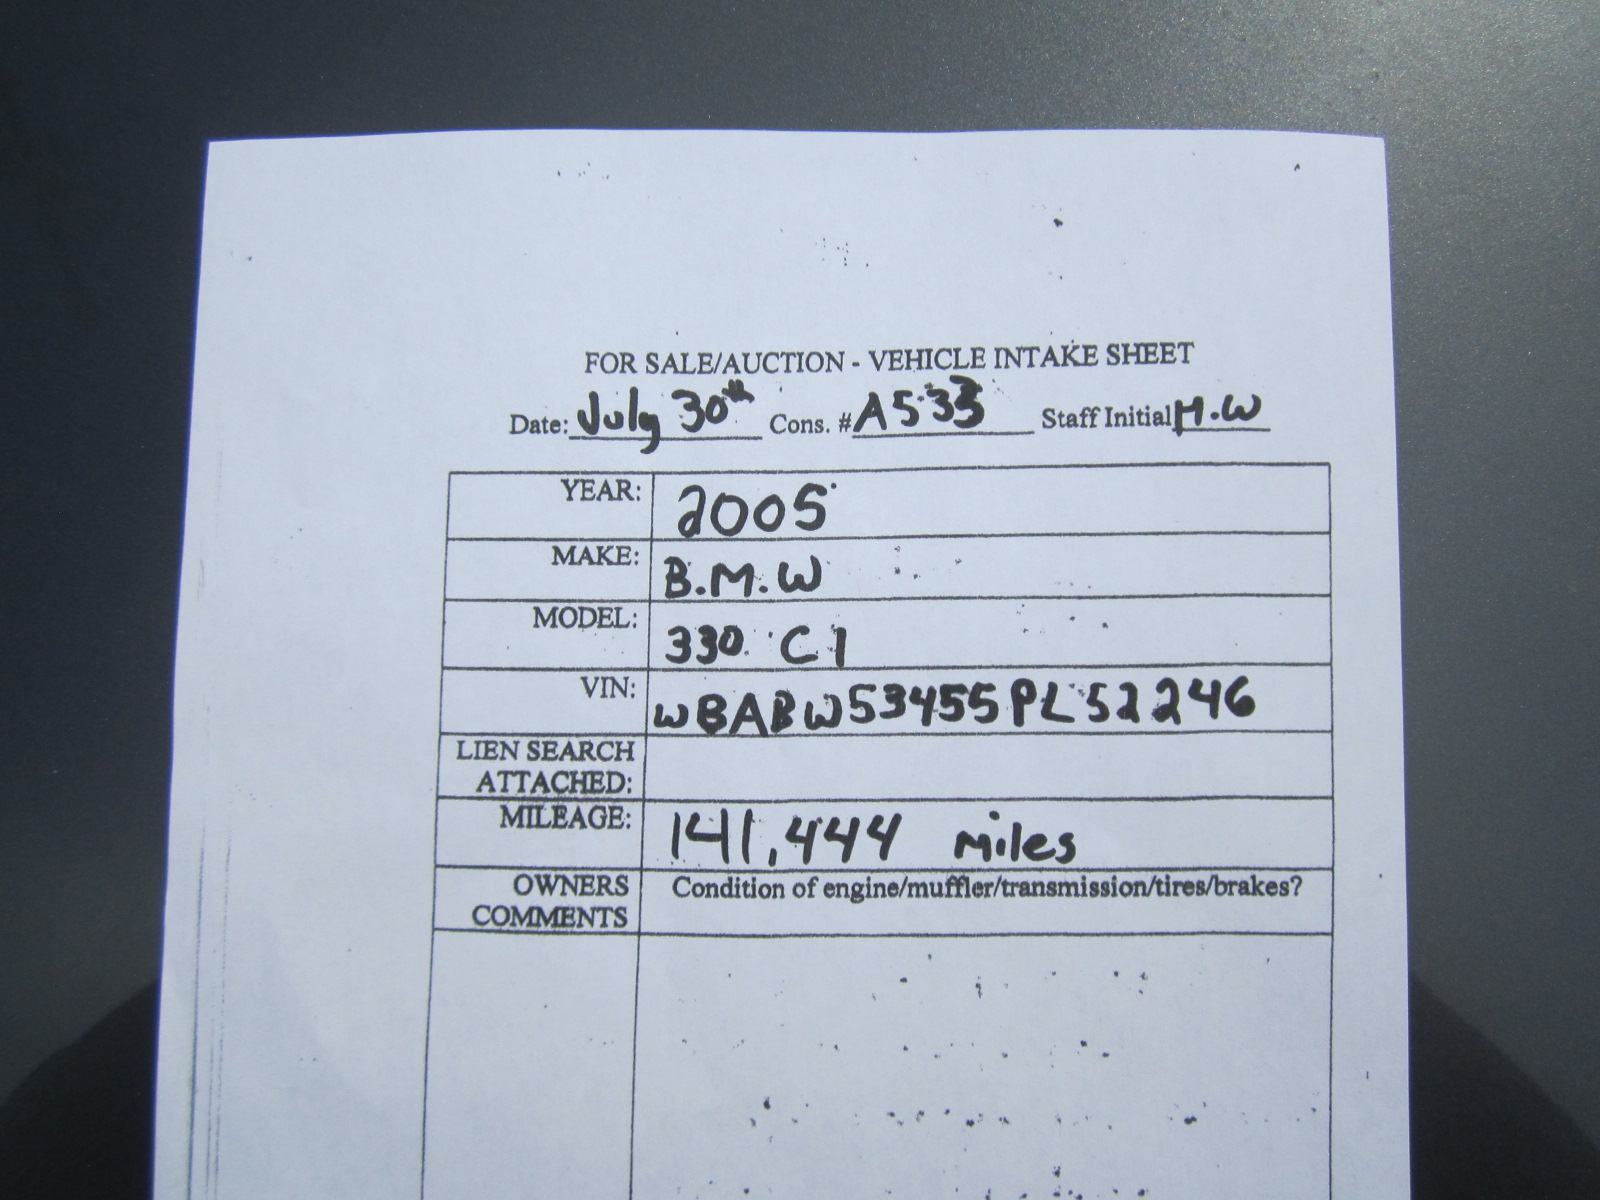 FOR SALE/AUCTION - VEHICLE INTAKE SHEET
Date: July 30th Cons. # A533 Staff Initial M.W
YEAR: 2005
MAKE: B.M.W
MODEL: 330 CI
VIN: WBABW53455PL52246
LIEN SEARCH
ATTACHED:
MILEAGE: 141,444 miles
OWNERS Condition of engine/muffler/transmission/tires/brakes?
COMMENTS